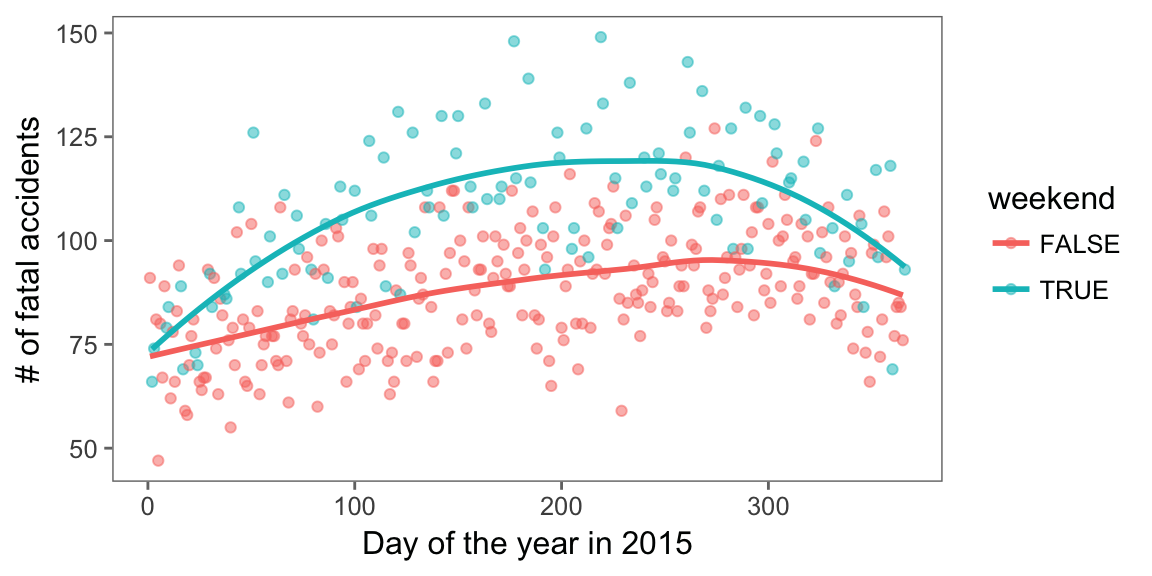 150
125
100
75
50
# of fatal accidents
0 100 200 300
Day of the year in 2015
weekend
FALSE
TRUE